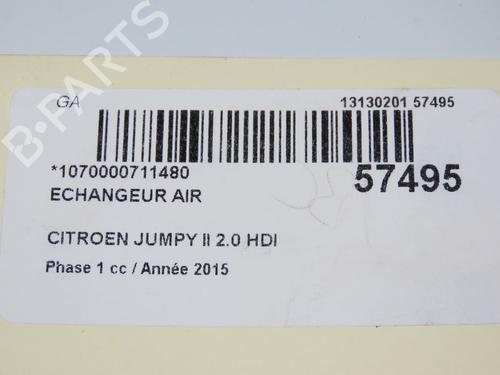 GA
13130201 57495
*1070000711480
57495
ECHANGEUR AIR
CITROEN JUMPY II 2.0 HDI
Phase 1 cc / Année 2015
B-PARTS